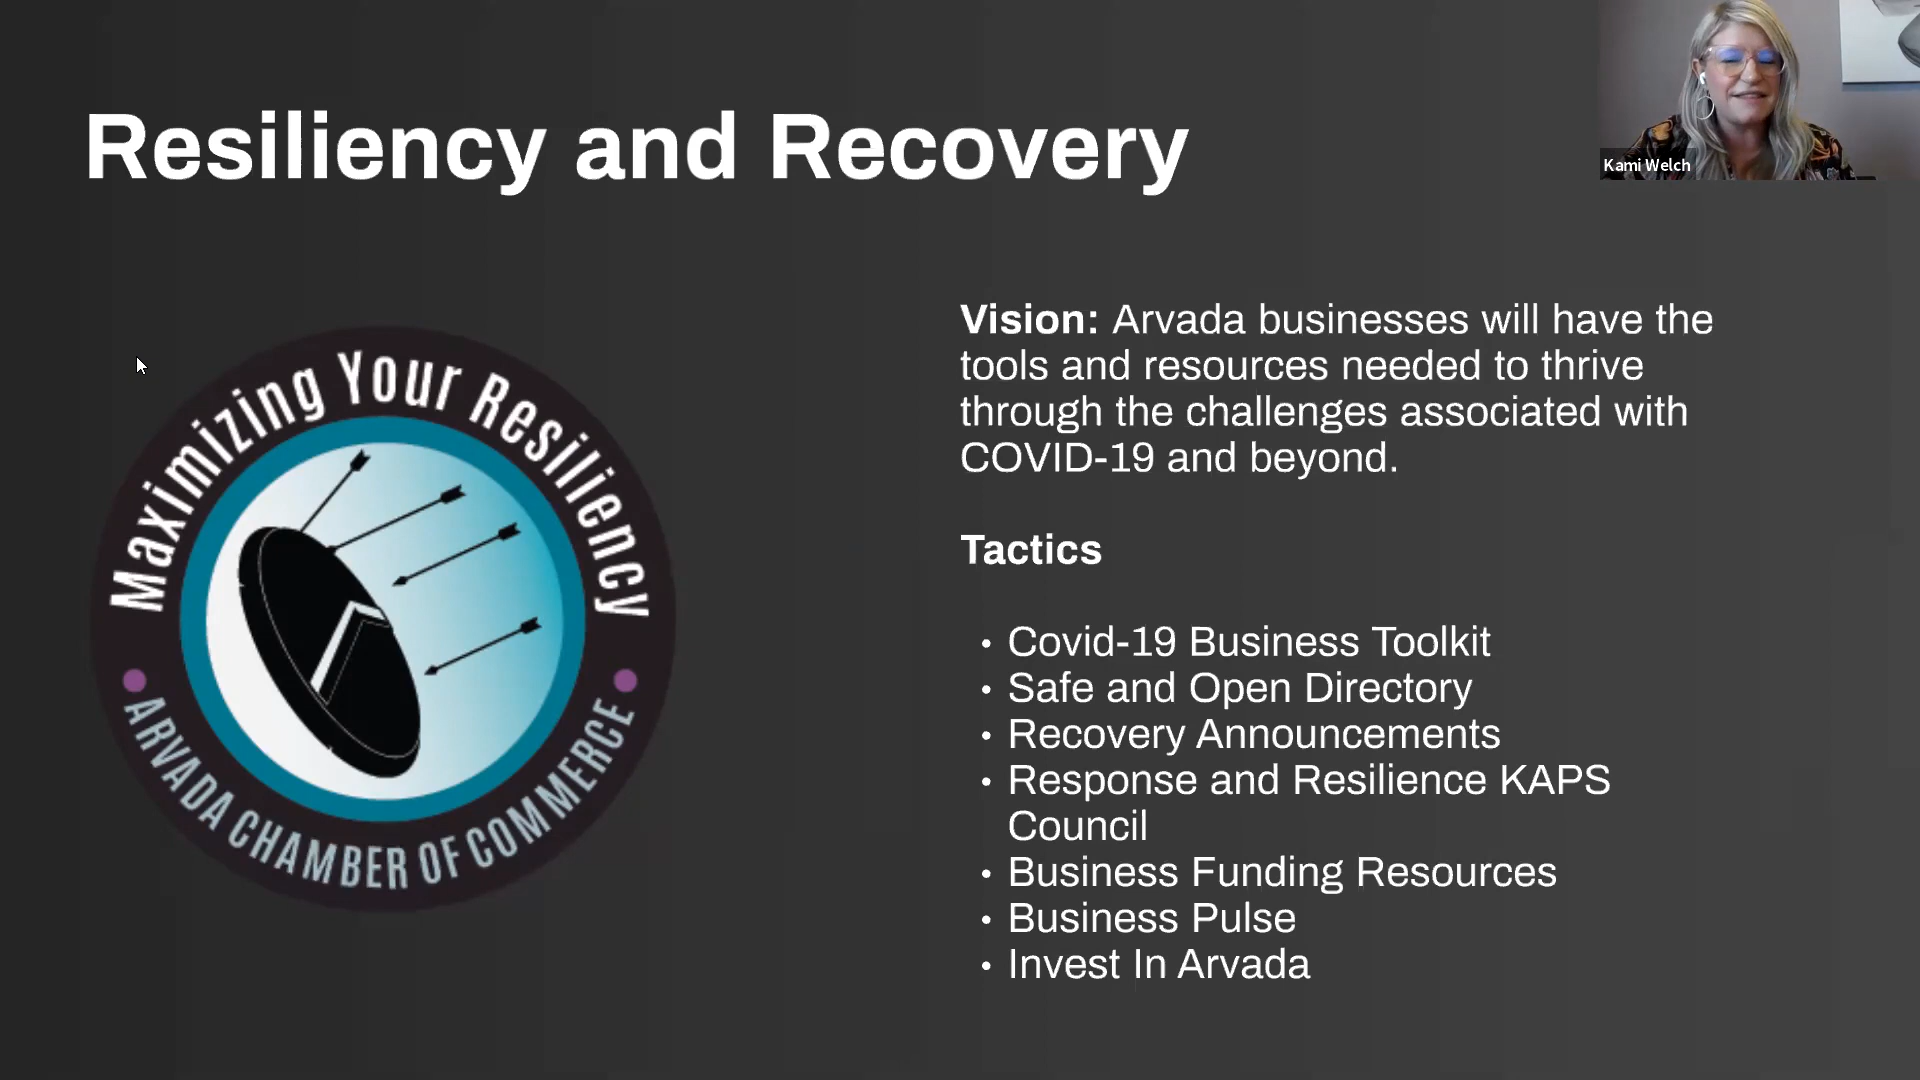 Resiliency and Recovery
Kami Welch
Maximizing Your Resiliency
ARVADA CHAMBER OF COMMERCE
Vision: Arvada businesses will have the
tools and resources needed to thrive
through the challenges associated with
COVID-19 and beyond.
Tactics
• Covid-19 Business Toolkit
• Safe and Open Directory
• Recovery Announcements
• Response and Resilience KAPS
Council
• Business Funding Resources
• Business Pulse
• Invest In Arvada